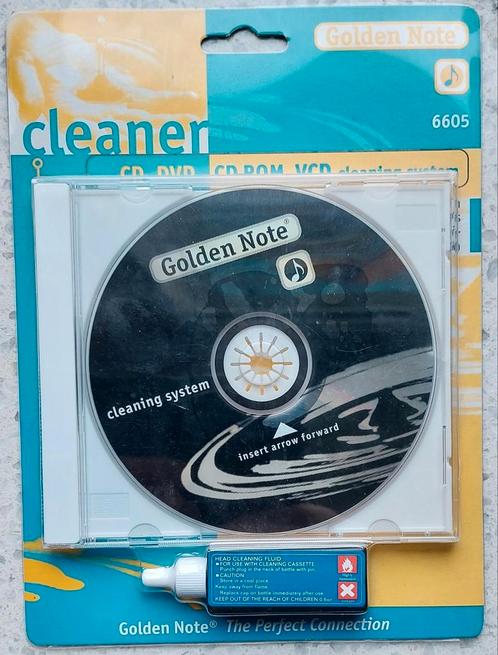 Golden Note®
6605
cleaner
CD DVD CD ROM VCD cleaning system
Golden Note®
cleaning system
insert arrow forward
HEAD CLEANING FLUID
FOR USE WITH CLEANING CASSETTE
Punch plug in the neck of bottle with pin.
CAUTION
Store in a cool place.
Keep away from flame.
Replace cap on bottle immediately after use.
KEEP OUT OF THE REACH OF CHILDREN
Golden Note® The Perfect Connection